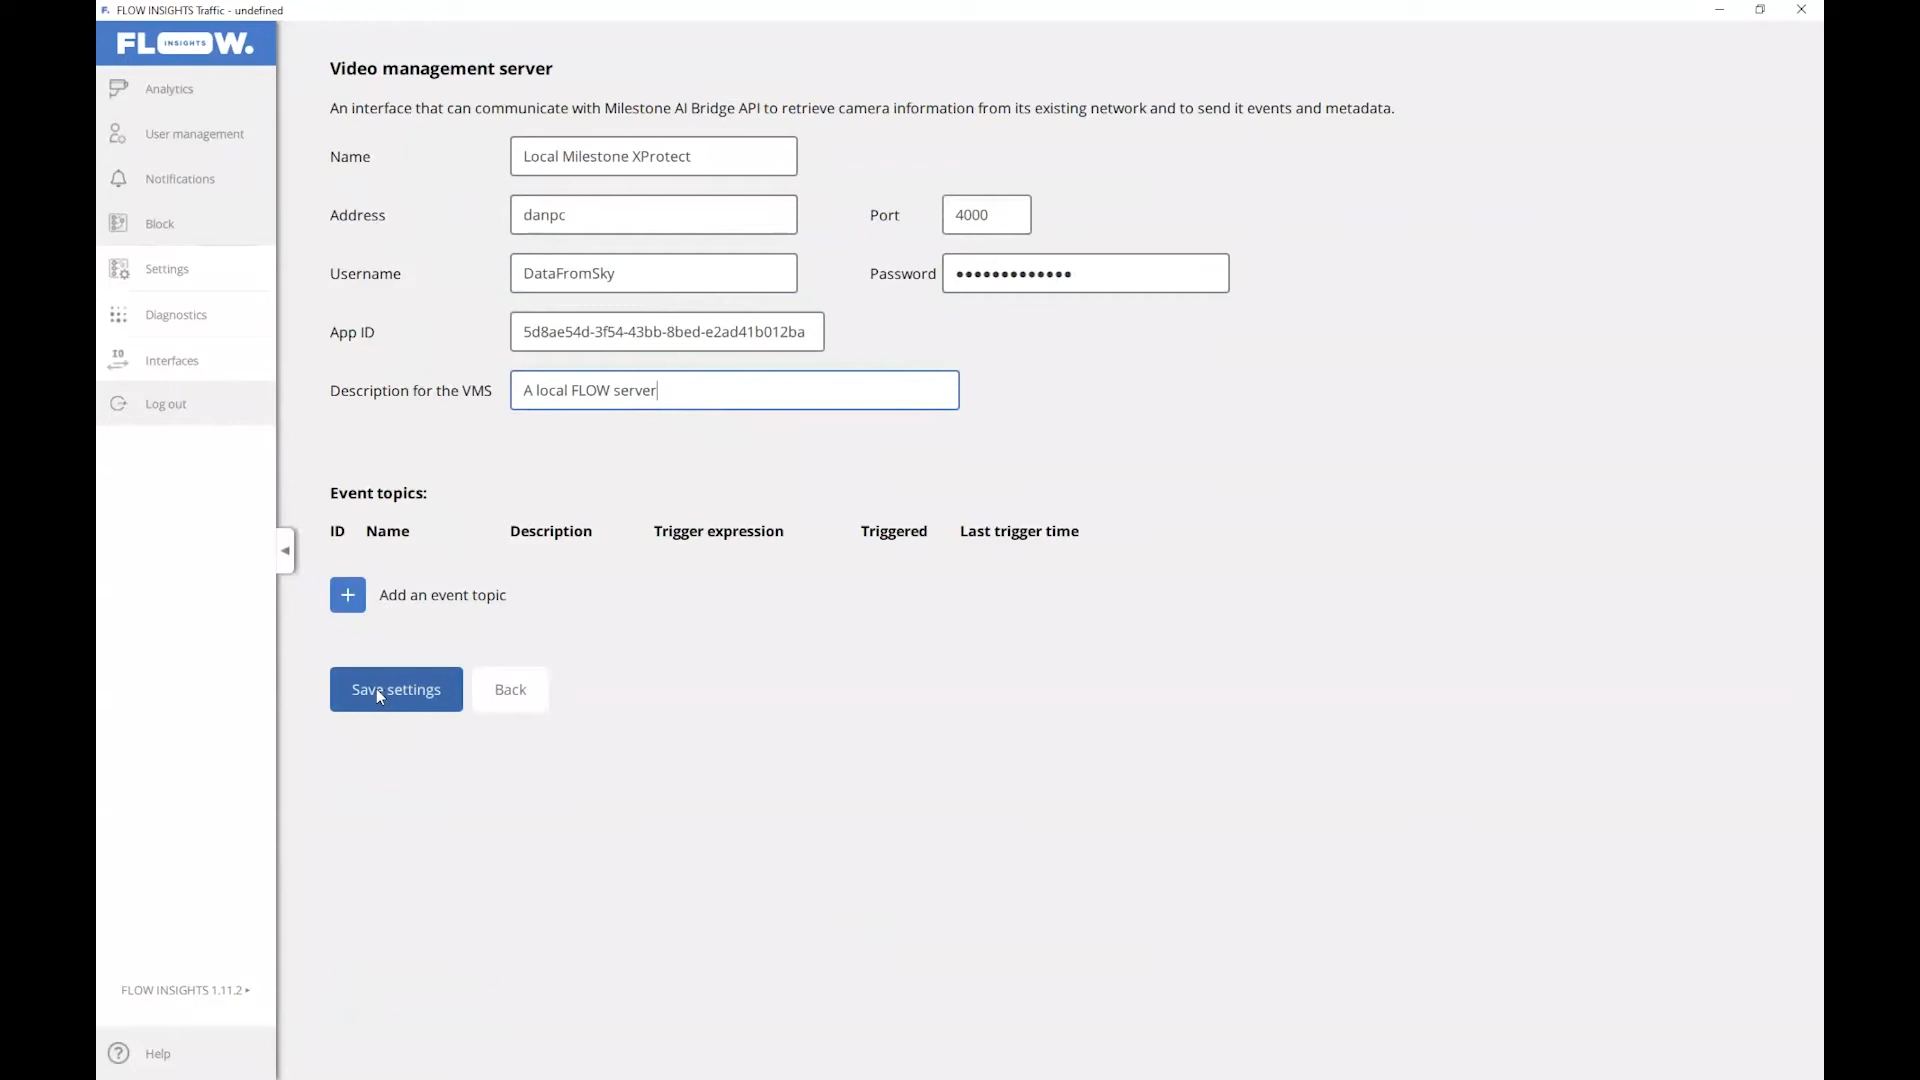 F. FLOW INSIGHTS Traffic - undefined
FLOW.
INSIGHTS
Analytics
User management
Notifications
Block
Settings
Diagnostics
IO
Interfaces
Log out
FLOW INSIGHTS 1.11.2
? Help
Video management server
An interface that can communicate with Milestone AI Bridge API to retrieve camera information from its existing network and to send it events and metadata.
Name Local Milestone XProtect
Address danpc Port 4000
Username DataFromSky Password •••••••••••••
App ID 5d8ae54d-3f54-43bb-8bed-e2ad41b012ba
Description for the VMS A local FLOW server
Event topics:
ID Name Description Trigger expression Triggered Last trigger time
+ Add an event topic
Save settings Back